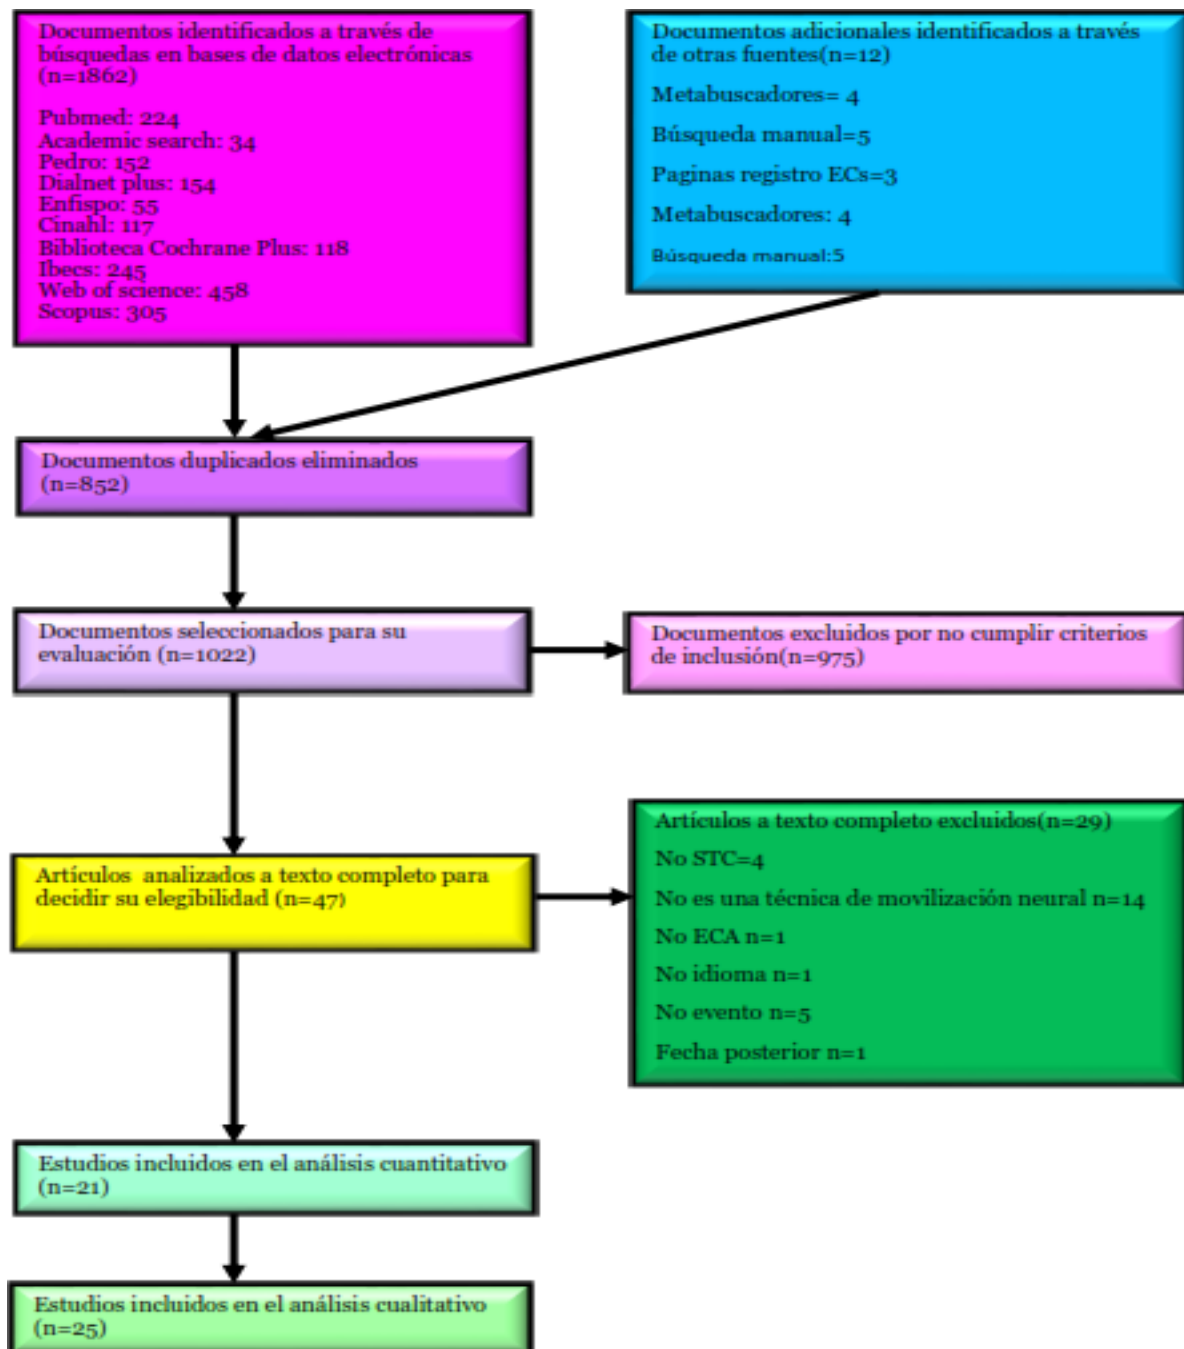 Documentos identificados a través de
búsquedas en bases de datos electrónicas
(n=1862)
Pubmed: 224
Academic search: 34
Pedro: 152
Dialnet plus: 154
Enfispo: 55
Cinahl: 117
Biblioteca Cochrane Plus: 118
Ibecs: 245
Web of science: 458
Scopus: 305
Documentos adicionales identificados a través
de otras fuentes(n=12)
Metabuscadores= 4
Búsqueda manual=5
Paginas registro ECs=3
Metabuscadores: 4
Búsqueda manual:5
Documentos duplicados eliminados
(n=852)
Documentos seleccionados para su
evaluación (n=1022)
Documentos excluidos por no cumplir criterios
de inclusión(n=975)
Artículos analizados a texto completo para
decidir su elegibilidad (n=47)
Artículos a texto completo excluidos(n=29)
No STC=4
No es una técnica de movilización neural n=14
No ECA n=1
No idioma n=1
No evento n=5
Fecha posterior n=1
Estudios incluidos en el análisis cuantitativo
(n=21)
Estudios incluidos en el análisis cualitativo
(n=25)